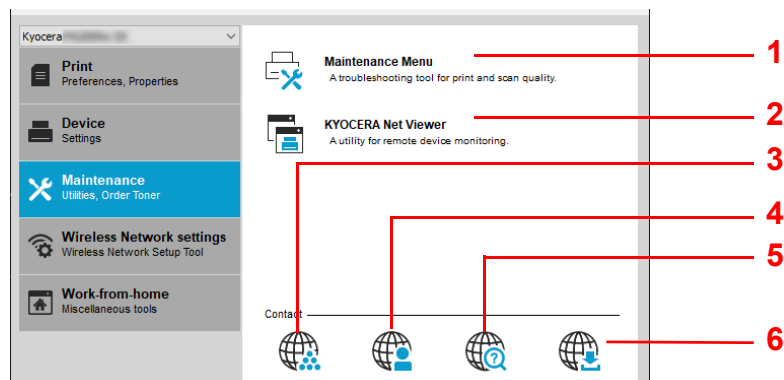 Kyocera
Print
Preferences, Properties
Device
Settings
Maintenance
Utilities, Order Toner
Wireless Network settings
Wireless Network Setup Tool
Work-from-home
Miscellaneous tools
Maintenance Menu
A troubleshooting tool for print and scan quality.
KYOCERA Net Viewer
A utility for remote device monitoring.
Contact
1
2
3
4
5
6